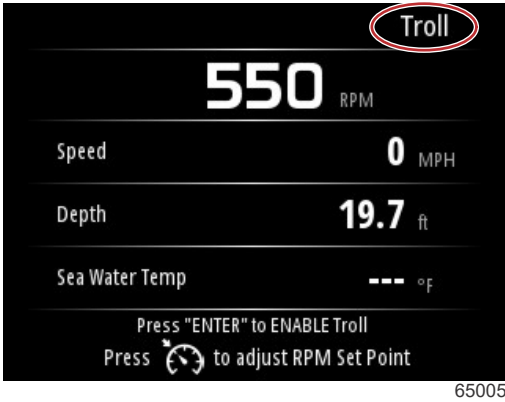 Troll
550 RPM
Speed 0 MPH
Depth 19.7 ft
Sea Water Temp --- °F
Press "ENTER" to ENABLE Troll
Press to adjust RPM Set Point
65005